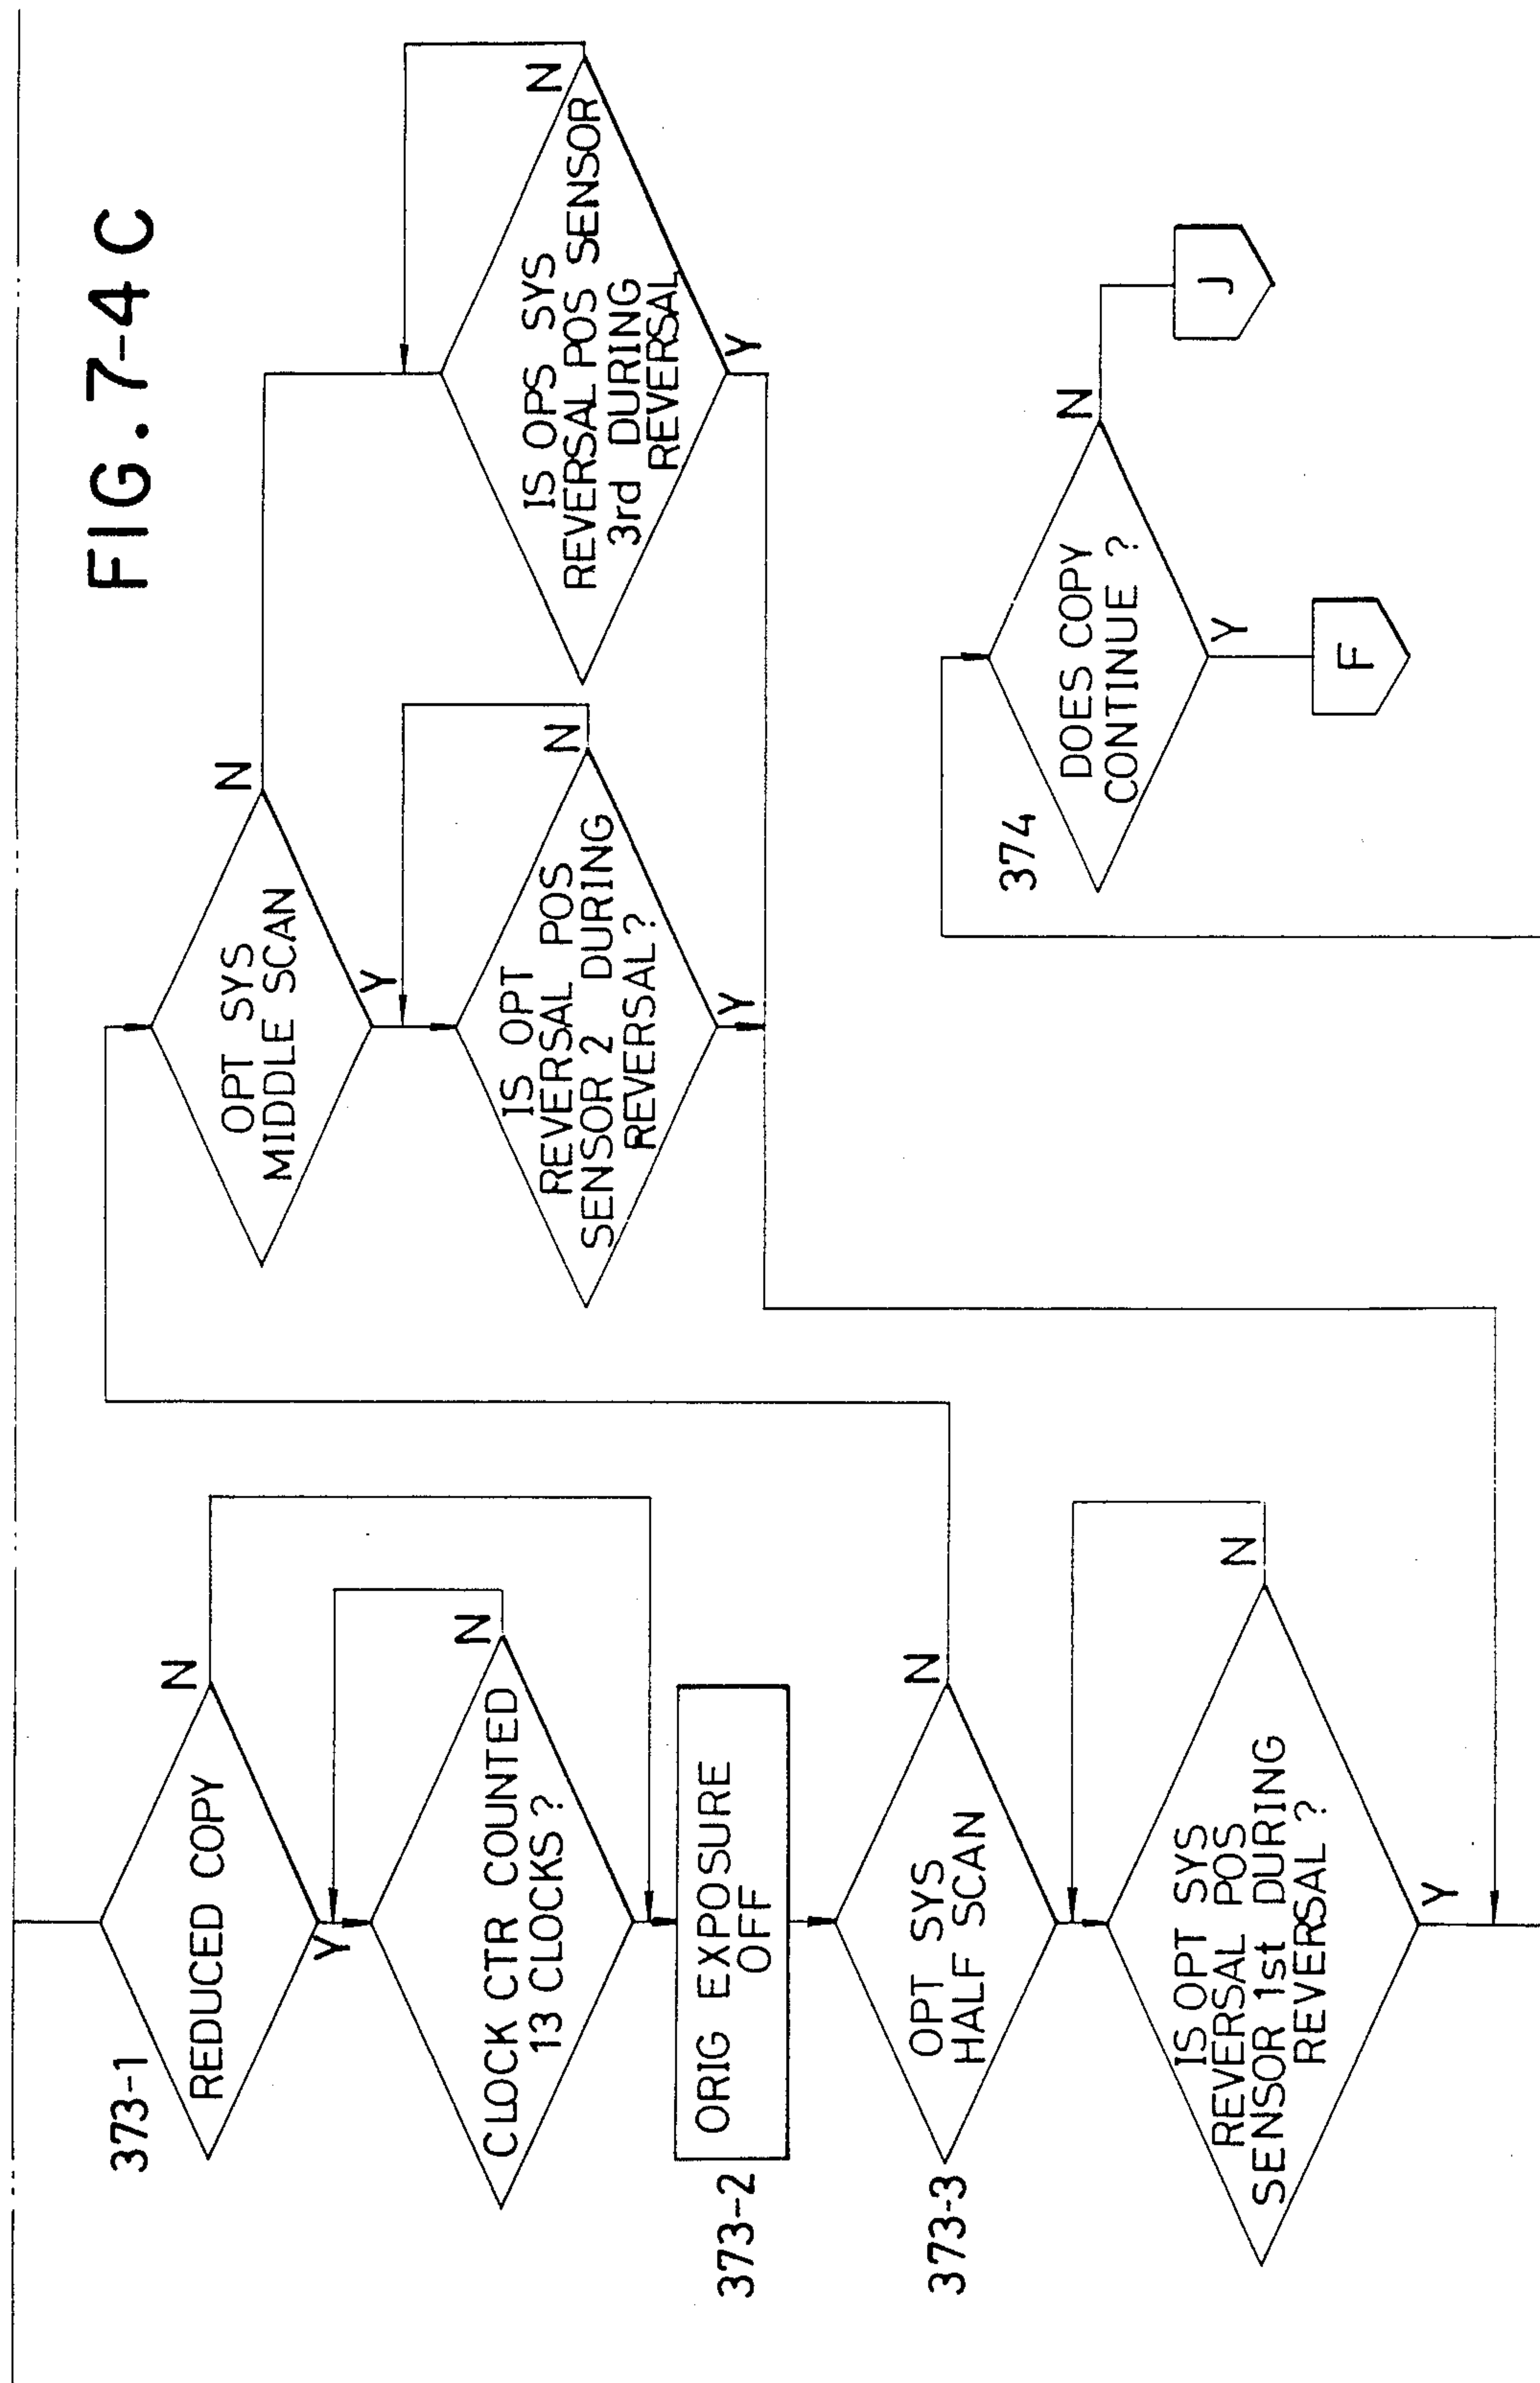 FIG. 7-4 C
373-1
REDUCED COPY
N
Y
CLOCK CTR COUNTED
13 CLOCKS ?
N
373-2
ORIG EXPOSURE
OFF
373-3
OPT SYS
HALF SCAN
N
IS OPT SYS
REVERSAL POS
SENSOR 1st DURING
REVERSAL ?
N
Y
OPT SYS
MIDDLE SCAN
N
Y
IS OPT
REVERSAL POS
SENSOR 2 DURING
REVERSAL ?
N
Y
IS OPS SYS
REVERSAL POS SENSOR
3rd DURING
REVERSAL
N
Y
374
DOES COPY
CONTINUE ?
N
J
Y
F